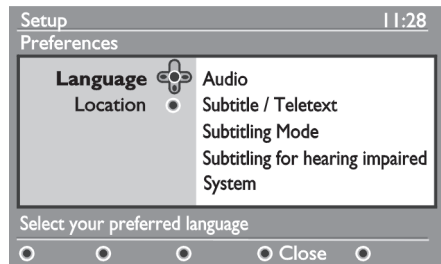 Setup 11:28
Preferences
Language Audio
Location Subtitle / Teletext
Subtitling Mode
Subtitling for hearing impaired
System
Select your preferred language
Close